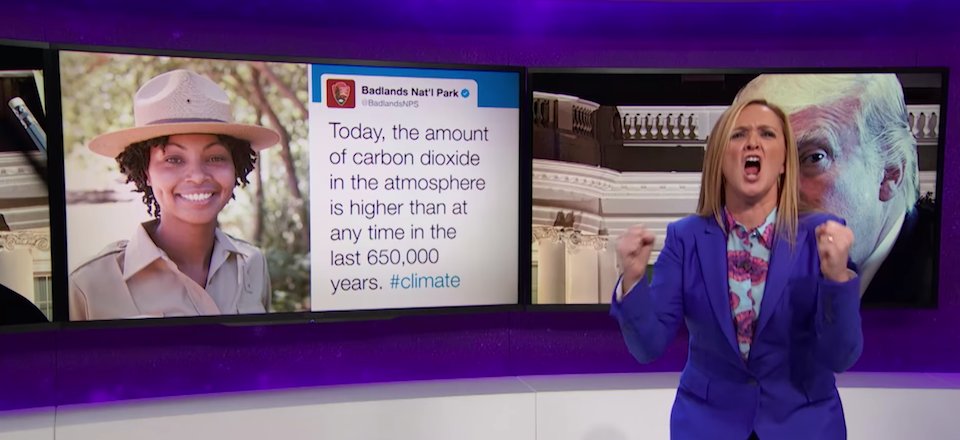 Badlands Nat'l Park
@BadlandsNPS
Today, the amount
of carbon dioxide
in the atmosphere
is higher than at
any time in the
last 650,000
years. #climate